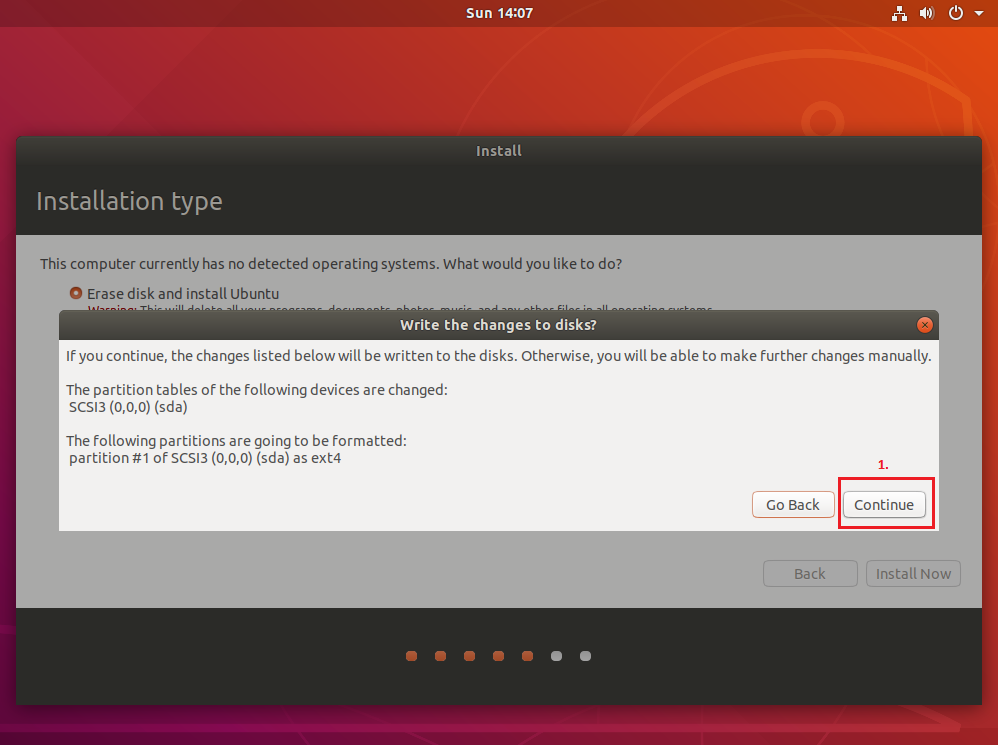 Sun 14:07
Install
Installation type
This computer currently has no detected operating systems. What would you like to do?
Erase disk and install Ubuntu
Warning: This will delete all your programs, documents, photos, music, and any other files in all operating systems.
Write the changes to disks?
If you continue, the changes listed below will be written to the disks. Otherwise, you will be able to make further changes manually.
The partition tables of the following devices are changed:
SCSI3 (0,0,0) (sda)
The following partitions are going to be formatted:
partition #1 of SCSI3 (0,0,0) (sda) as ext4
1.
Go Back Continue
Back Install Now